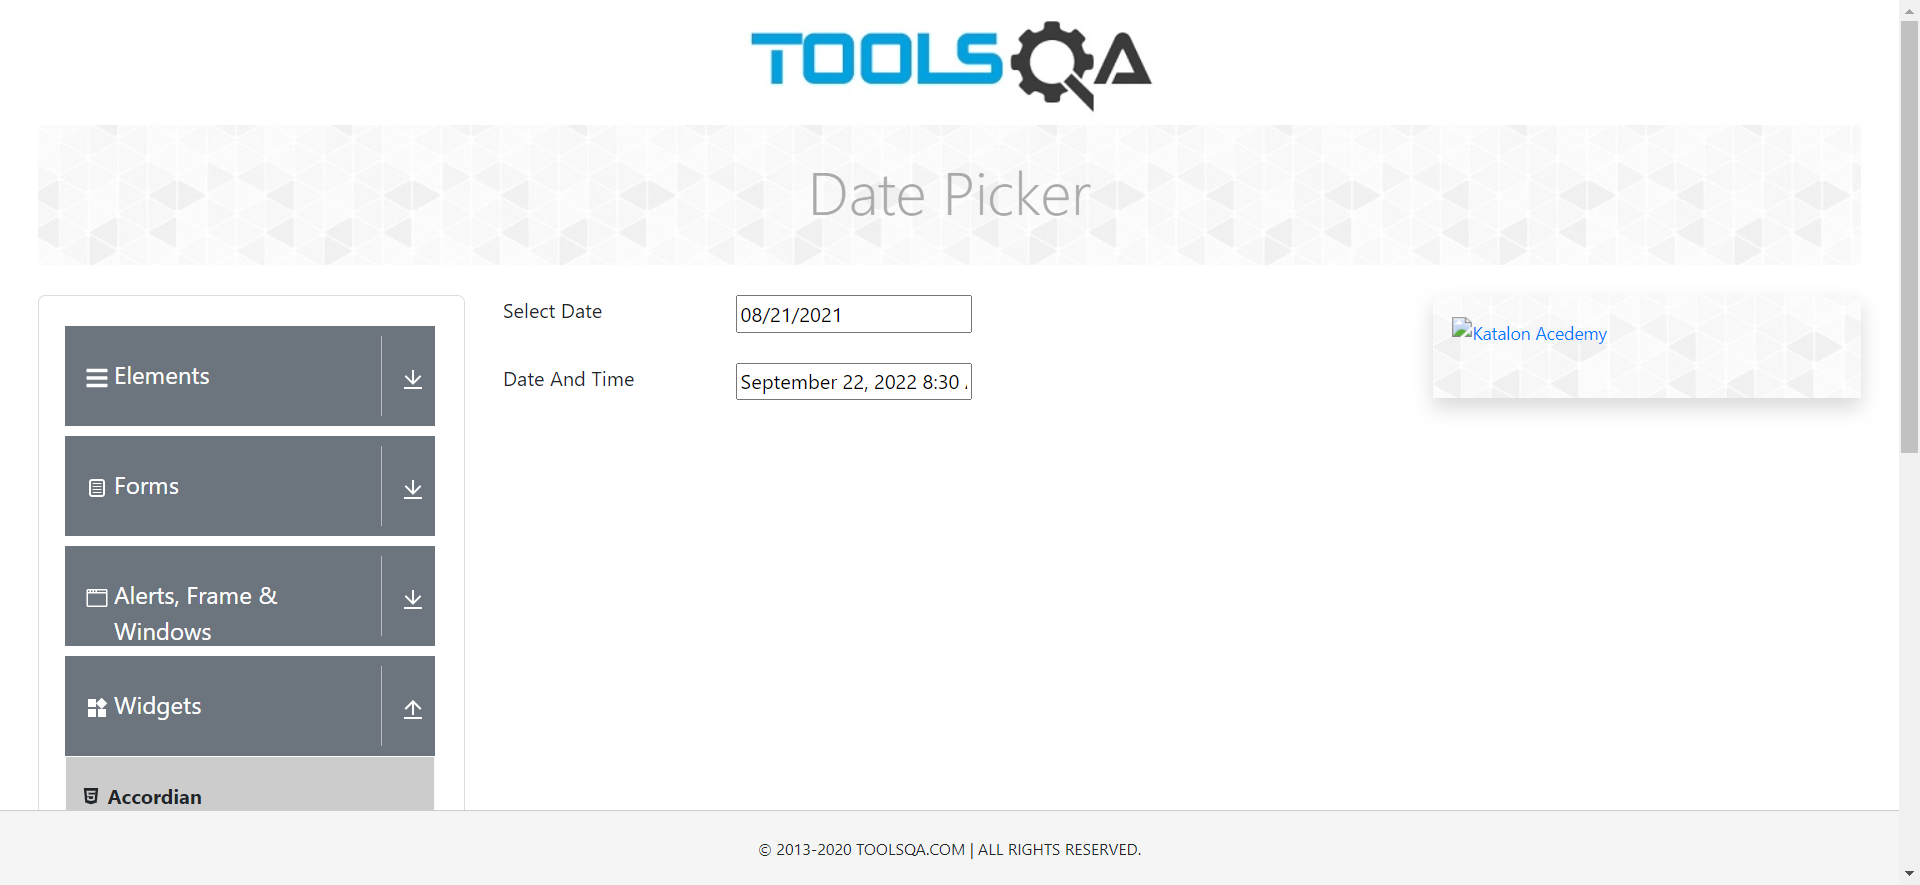 TOOLSQA
Date Picker
Select Date
08/21/2021
Katalon Acedemy
Date And Time
September 22, 2022 8:30
Elements
Forms
Alerts, Frame &
Windows
Widgets
Accordian
© 2013-2020 TOOLSQA.COM | ALL RIGHTS RESERVED.